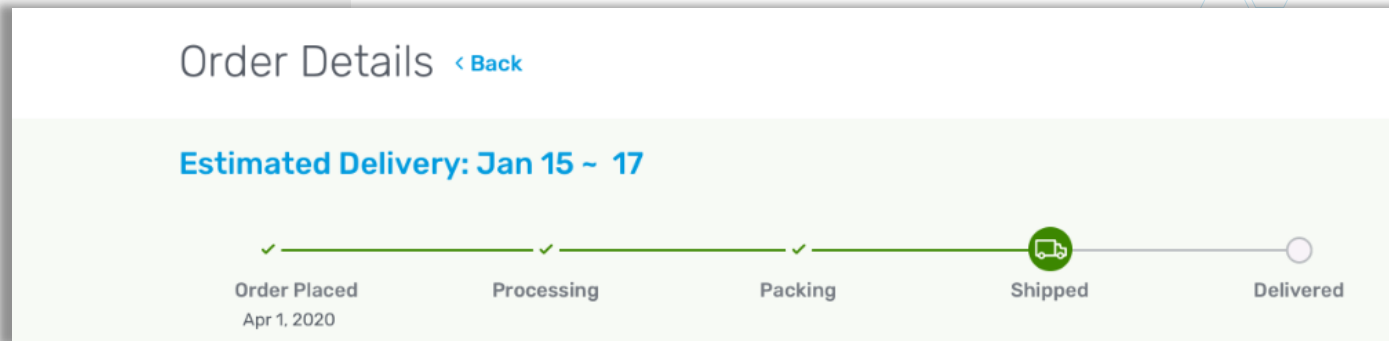 Order Details < Back
Estimated Delivery: Jan 15 ~ 17
Order Placed Processing Packing Shipped Delivered
Apr 1, 2020